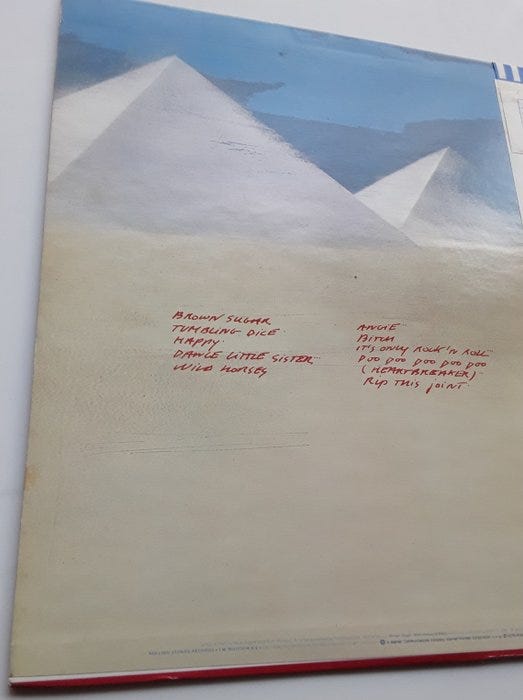 BROWN SUGAR
TUMBLING DICE
HAPPY
DANCE LITTLE SISTER
WILD HORSES
ANGIE
BITCH
IT'S ONLY ROCK 'N ROLL
DOO DOO DOO DOO DOO
(HEARTBREAKER)
RIP THIS JOINT